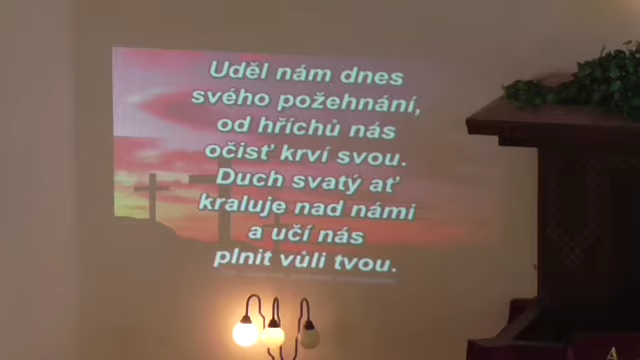 Uděl nám dnes
svého požehnání,
od hříchů nás
očisť krví svou.
Duch svatý ať
kraluje nad námi
a učí nás
plnit vůli tvou.
A